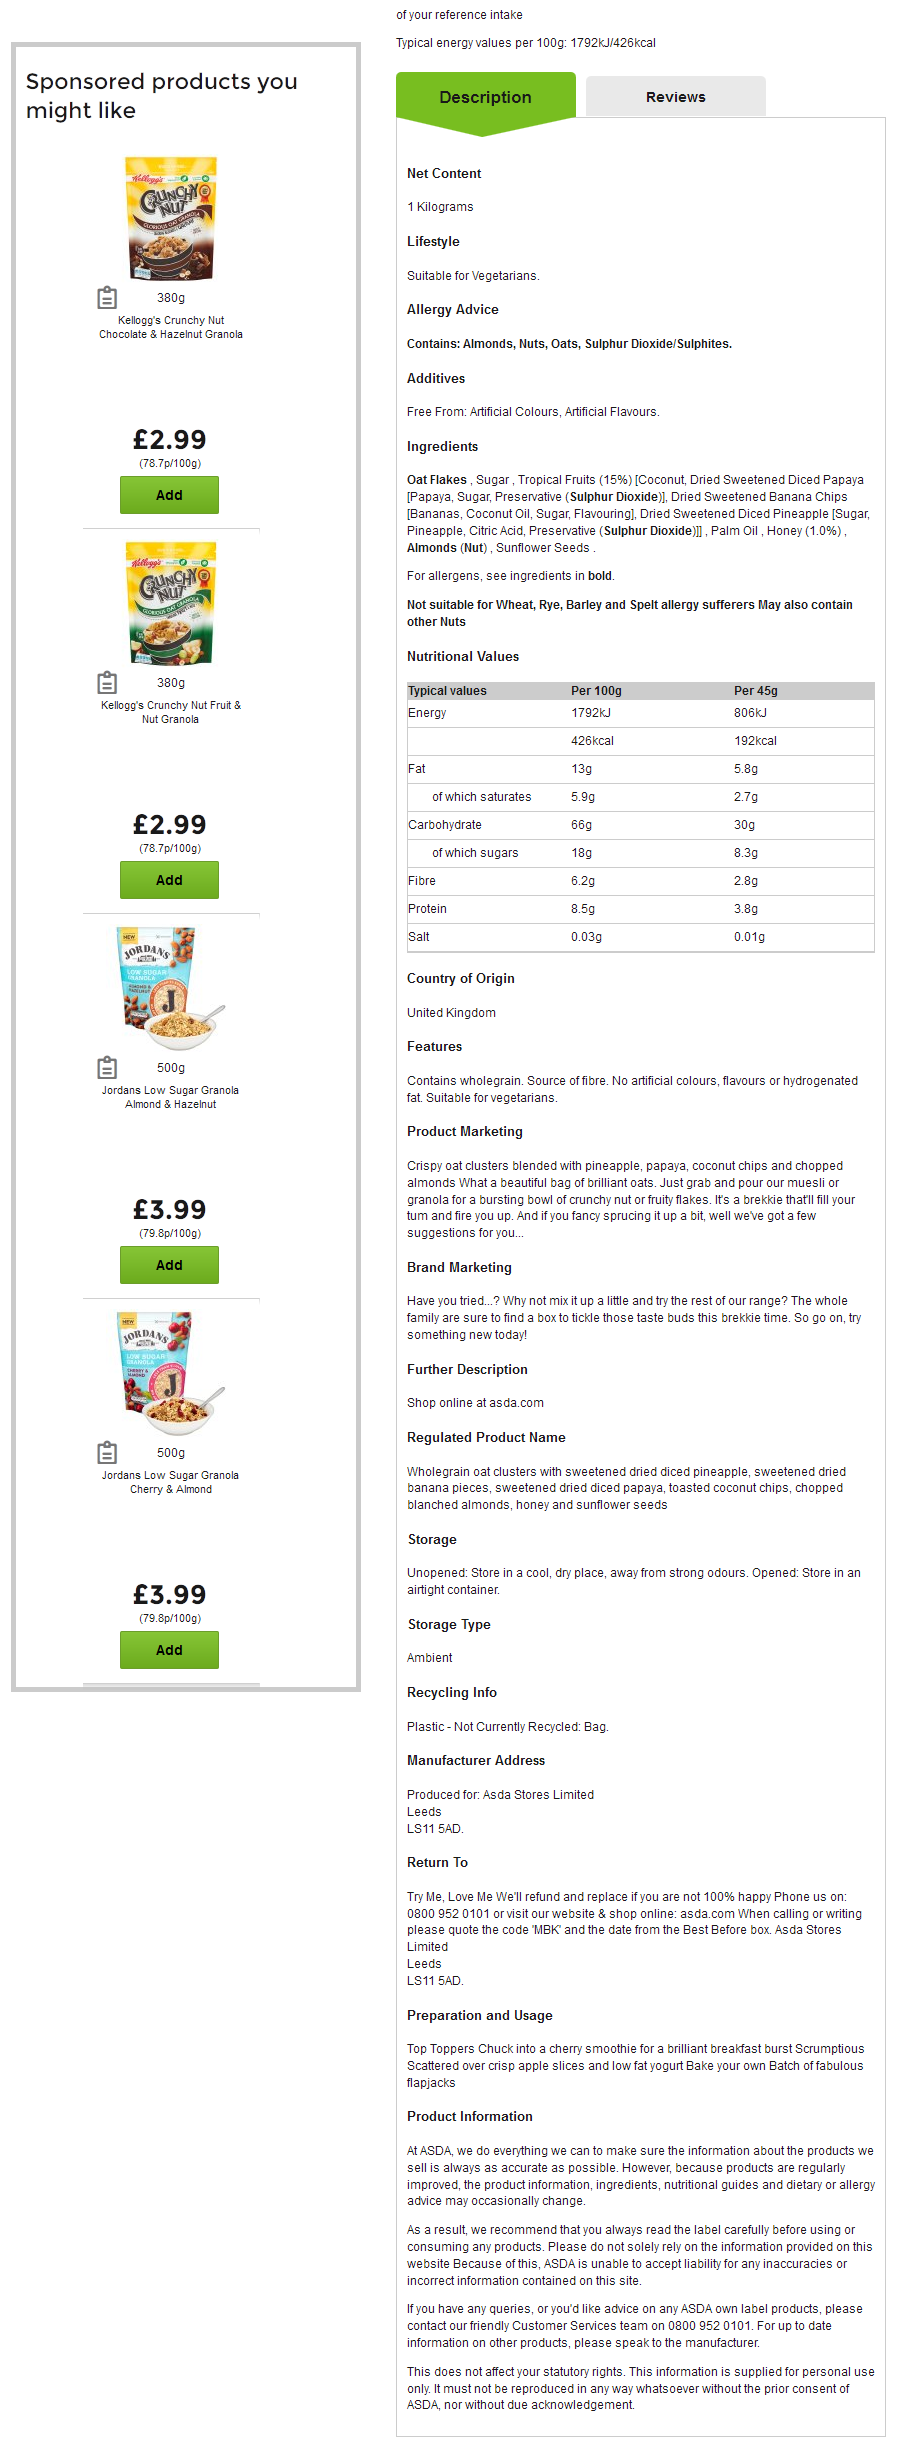 of your reference intake
Typical energy values per 100g: 1792kJ/426kcal
Sponsored products you
might like
Kellogg's
CRUNCHY
NUT
GLORIOUS OAT GRANOLA
380g
Kellogg's Crunchy Nut
Chocolate & Hazelnut Granola
£2.99
(78.7p/100g)
Add
Kellogg's
CRUNCHY
NUT
GLORIOUS OAT GRANOLA
380g
Kellogg's Crunchy Nut Fruit &
Nut Granola
£2.99
(78.7p/100g)
Add
NEW
JORDANS
LOW SUGAR
GRANOLA
ALMOND &
HAZELNUT
J
500g
Jordans Low Sugar Granola
Almond & Hazelnut
£3.99
(79.8p/100g)
Add
NEW
JORDANS
LOW SUGAR
GRANOLA
CHERRY &
ALMOND
J
500g
Jordans Low Sugar Granola
Cherry & Almond
£3.99
(79.8p/100g)
Add
Description Reviews
Net Content
1 Kilograms
Lifestyle
Suitable for Vegetarians.
Allergy Advice
Contains: Almonds, Nuts, Oats, Sulphur Dioxide/Sulphites.
Additives
Free From: Artificial Colours, Artificial Flavours.
Ingredients
Oat Flakes , Sugar , Tropical Fruits (15%) [Coconut, Dried Sweetened Diced Papaya
[Papaya, Sugar, Preservative (Sulphur Dioxide)], Dried Sweetened Banana Chips
[Bananas, Coconut Oil, Sugar, Flavouring], Dried Sweetened Diced Pineapple [Sugar,
Pineapple, Citric Acid, Preservative (Sulphur Dioxide)]] , Palm Oil , Honey (1.0%) ,
Almonds (Nut) , Sunflower Seeds .
For allergens, see ingredients in bold.
Not suitable for Wheat, Rye, Barley and Spelt allergy sufferers May also contain
other Nuts
Nutritional Values
Typical values Per 100g Per 45g
Energy 1792kJ 806kJ
426kcal 192kcal
Fat 13g 5.8g
of which saturates 5.9g 2.7g
Carbohydrate 66g 30g
of which sugars 18g 8.3g
Fibre 6.2g 2.8g
Protein 8.5g 3.8g
Salt 0.03g 0.01g
Country of Origin
United Kingdom
Features
Contains wholegrain. Source of fibre. No artificial colours, flavours or hydrogenated
fat. Suitable for vegetarians.
Product Marketing
Crispy oat clusters blended with pineapple, papaya, coconut chips and chopped
almonds What a beautiful bag of brilliant oats. Just grab and pour our muesli or
granola for a bursting bowl of crunchy nut or fruity flakes. It's a brekkie that'll fill your
tum and fire you up. And if you fancy sprucing it up a bit, well we've got a few
suggestions for you...
Brand Marketing
Have you tried...? Why not mix it up a little and try the rest of our range? The whole
family are sure to find a box to tickle those taste buds this brekkie time. So go on, try
something new today!
Further Description
Shop online at asda.com
Regulated Product Name
Wholegrain oat clusters with sweetened dried diced pineapple, sweetened dried
banana pieces, sweetened dried diced papaya, toasted coconut chips, chopped
blanched almonds, honey and sunflower seeds
Storage
Unopened: Store in a cool, dry place, away from strong odours. Opened: Store in an
airtight container.
Storage Type
Ambient
Recycling Info
Plastic - Not Currently Recycled: Bag.
Manufacturer Address
Produced for: Asda Stores Limited
Leeds
LS11 5AD.
Return To
Try Me, Love Me We'll refund and replace if you are not 100% happy Phone us on:
0800 952 0101 or visit our website & shop online: asda.com When calling or writing
please quote the code 'MBK' and the date from the Best Before box. Asda Stores
Limited
Leeds
LS11 5AD.
Preparation and Usage
Top Toppers Chuck into a cherry smoothie for a brilliant breakfast burst Scrumptious
Scattered over crisp apple slices and low fat yogurt Bake your own Batch of fabulous
flapjacks
Product Information
At ASDA, we do everything we can to make sure the information about the products we
sell is always as accurate as possible. However, because products are regularly
improved, the product information, ingredients, nutritional guides and dietary or allergy
advice may occasionally change.
As a result, we recommend that you always read the label carefully before using or
consuming any products. Please do not solely rely on the information provided on this
website Because of this, ASDA is unable to accept liability for any inaccuracies or
incorrect information contained on this site.
If you have any queries, or you'd like advice on any ASDA own label products, please
contact our friendly Customer Services team on 0800 952 0101. For up to date
information on other products, please speak to the manufacturer.
This does not affect your statutory rights. This information is supplied for personal use
only. It must not be reproduced in any way whatsoever without the prior consent of
ASDA, nor without due acknowledgement.